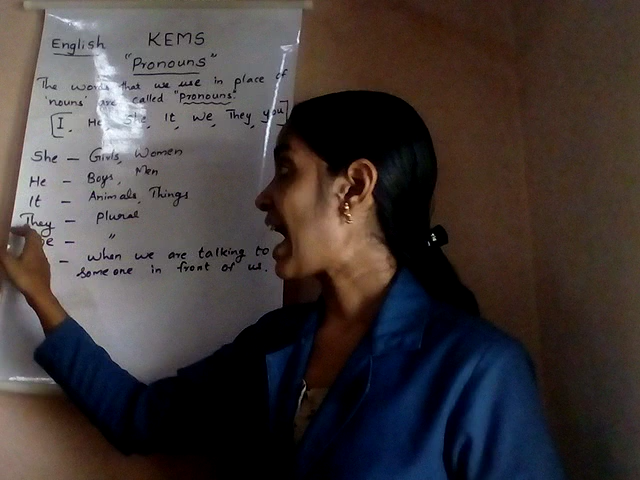 English KEMS
"Pronouns"
The words that we use in place of
'nouns' are called "Pronouns".
[I, He, She, It, We, They, you]
She – Girls, Women
He – Boys, Men
It – Animals, Things
They – Plural
– "
– when we are talking to
someone in front of us.